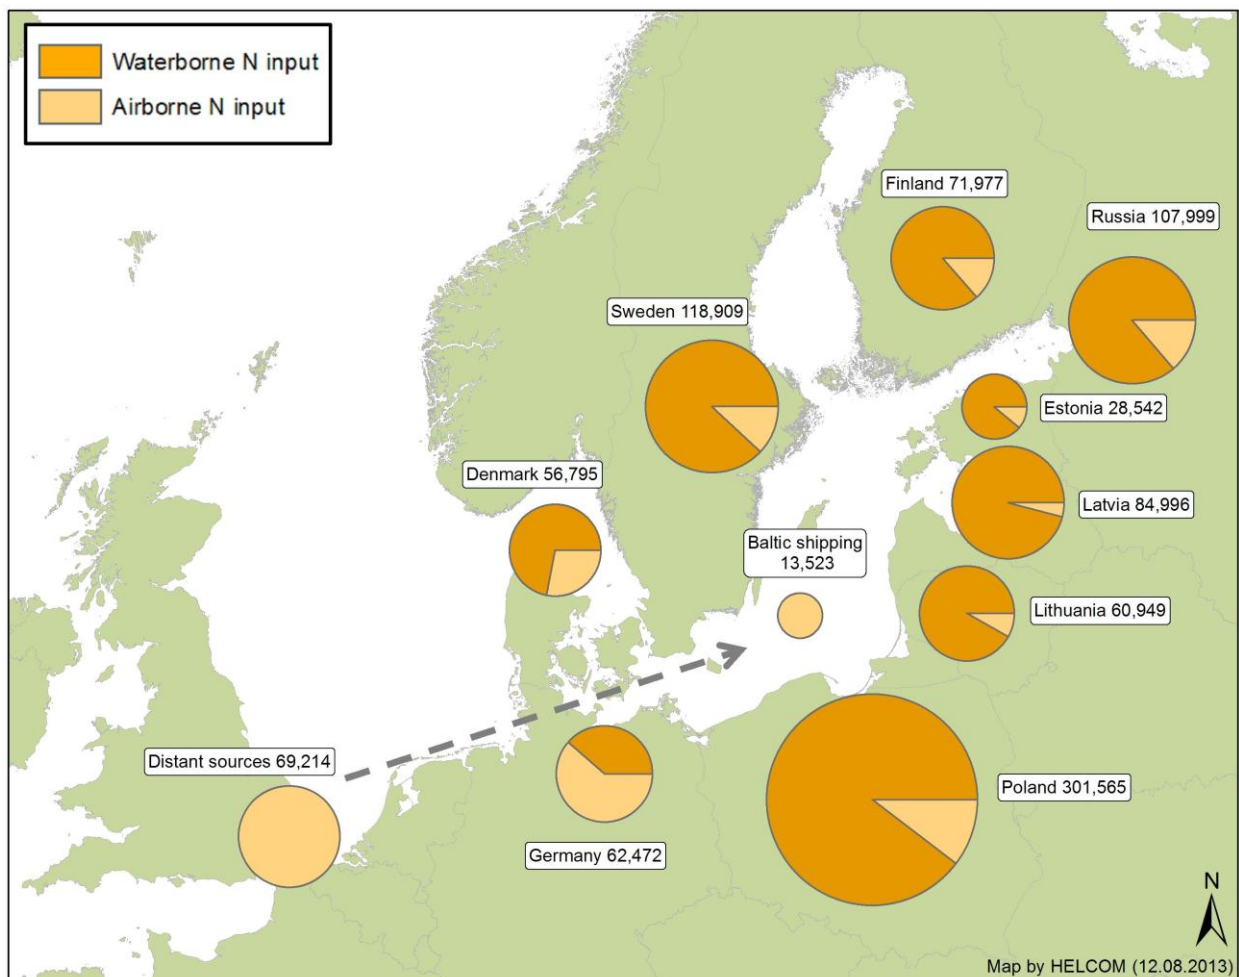 Waterborne N input
Airborne N input
Finland 71,977
Russia 107,999
Sweden 118,909
Estonia 28,542
Denmark 56,795
Latvia 84,996
Baltic shipping
13,523
Lithuania 60,949
Distant sources 69,214
Poland 301,565
Germany 62,472
N
Map by HELCOM (12.08.2013)